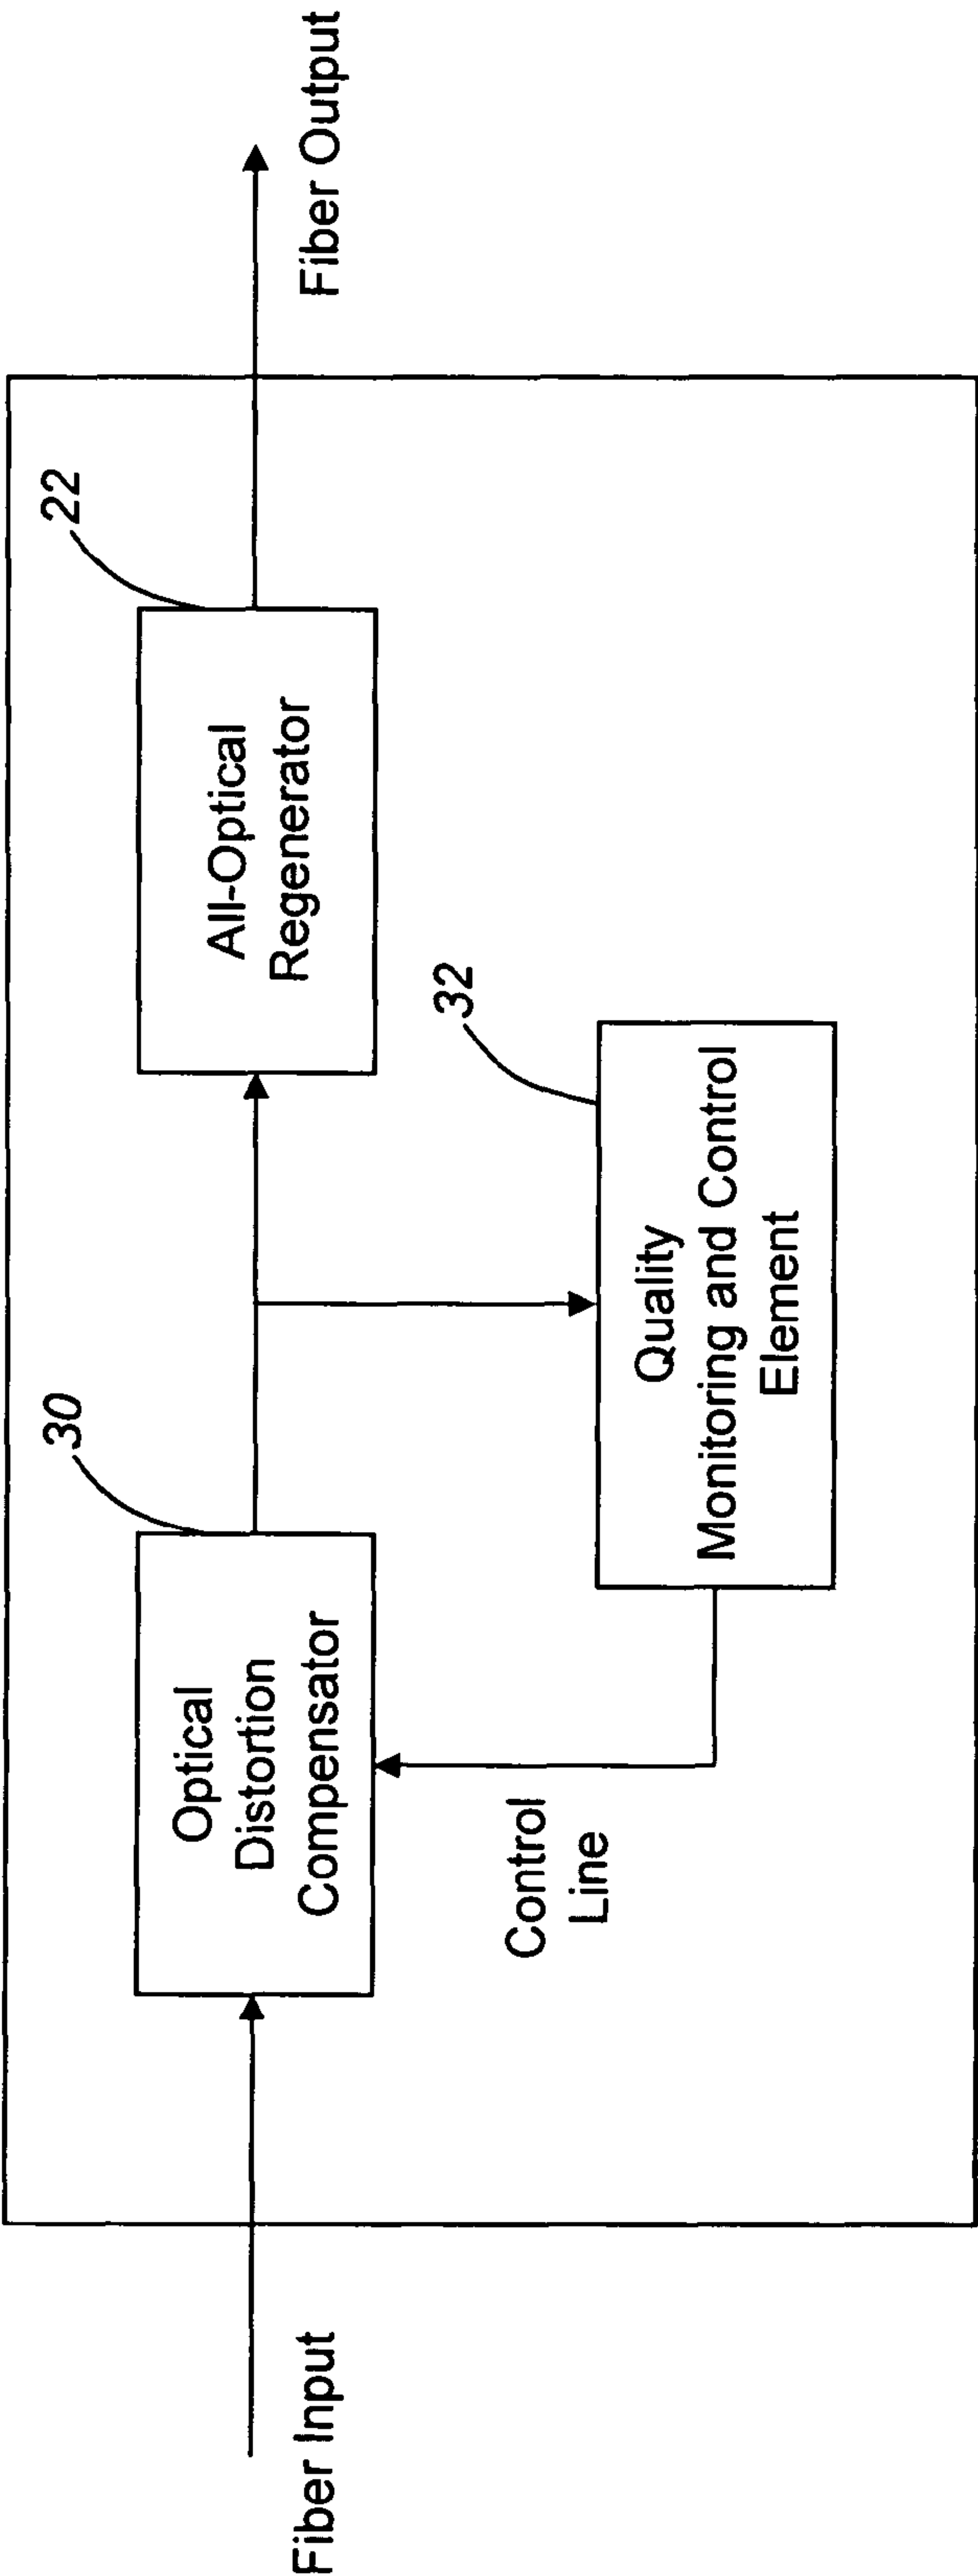 Fiber Input
30
Optical
Distortion
Compensator
Control
Line
32
Quality
Monitoring and Control
Element
22
All-Optical
Regenerator
Fiber Output